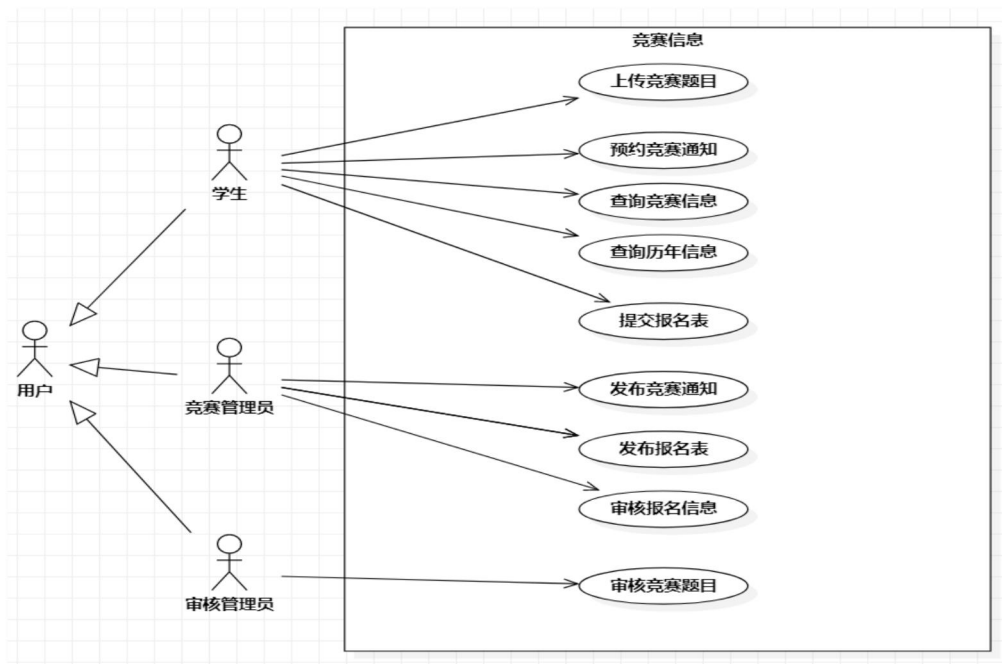 竞赛信息
上传竞赛题目
预约竞赛通知
学生
查询竞赛信息
查询历年信息
提交报名表
用户
竞赛管理员
发布竞赛通知
发布报名表
审核报名信息
审核管理员
审核竞赛题目